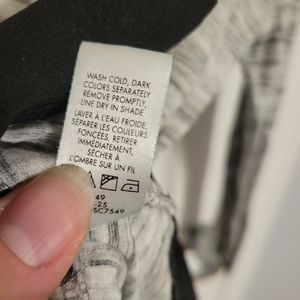 WASH COLD, DARK
COLORS SEPARATELY
REMOVE PROMPTLY,
LINE DRY IN SHADE
LAVER À L'EAU FROIDE,
SÉPARER LES COULEURS
FONCÉES, RETIRER
IMMÉDIATEMENT,
SÉCHER À
L'OMBRE SUR UN FIL
49
25
SC7549